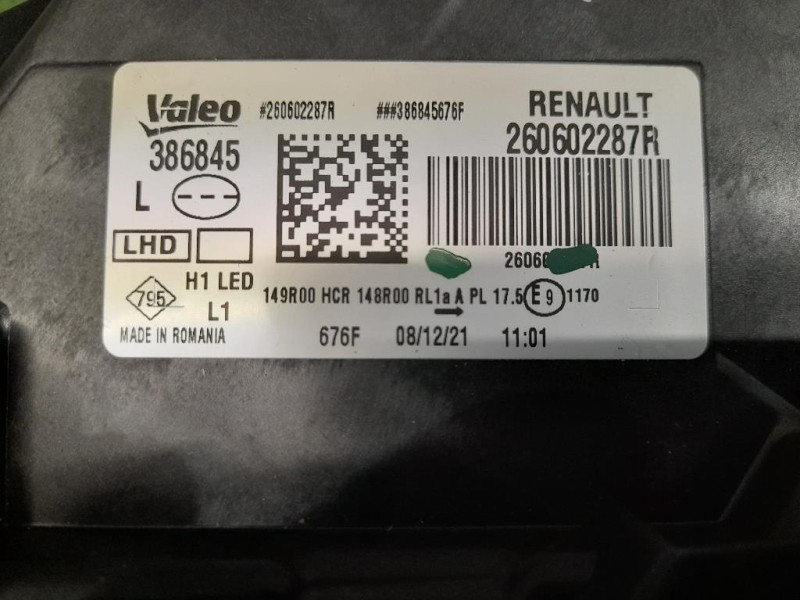 Valeo #260602287R ###386845676F RENAULT
386845 260602287R
L
LHD
2606
H1 LED
795 L1
149R00 HCR 148R00 RL1a A PL 17.5 E9 1170
MADE IN ROMANIA 676F 08/12/21 11:01